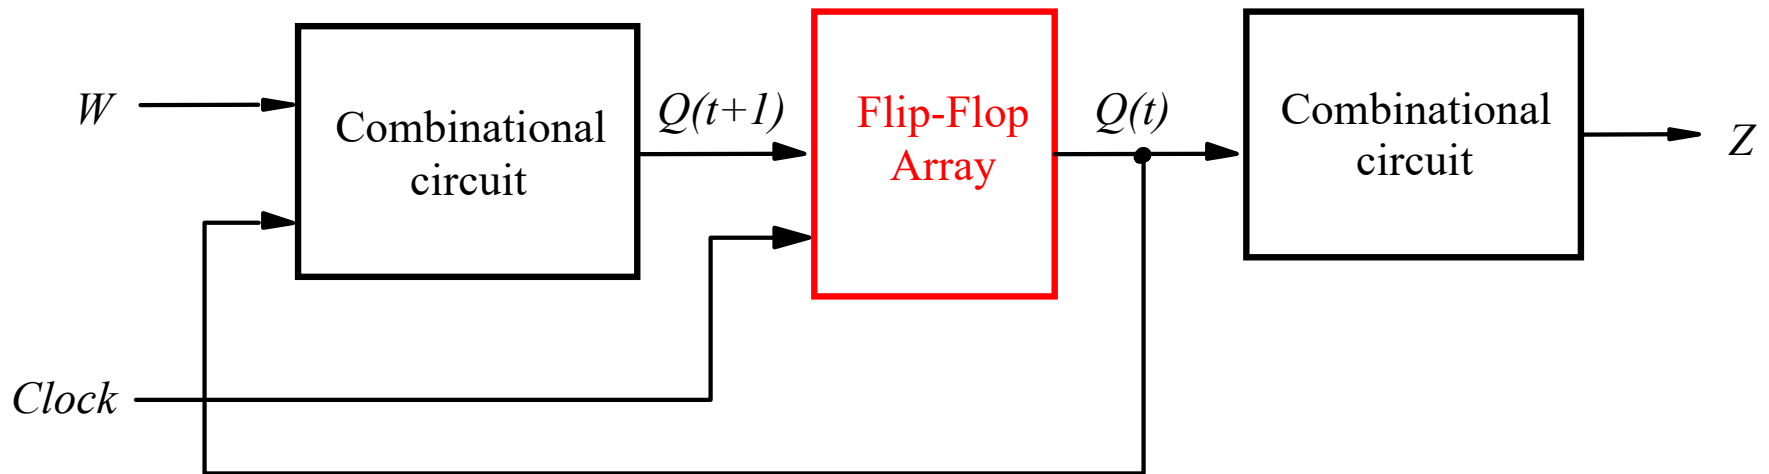 W
Combinational
circuit
Q(t+1)
Flip-Flop
Array
Q(t)
Combinational
circuit
Z
Clock